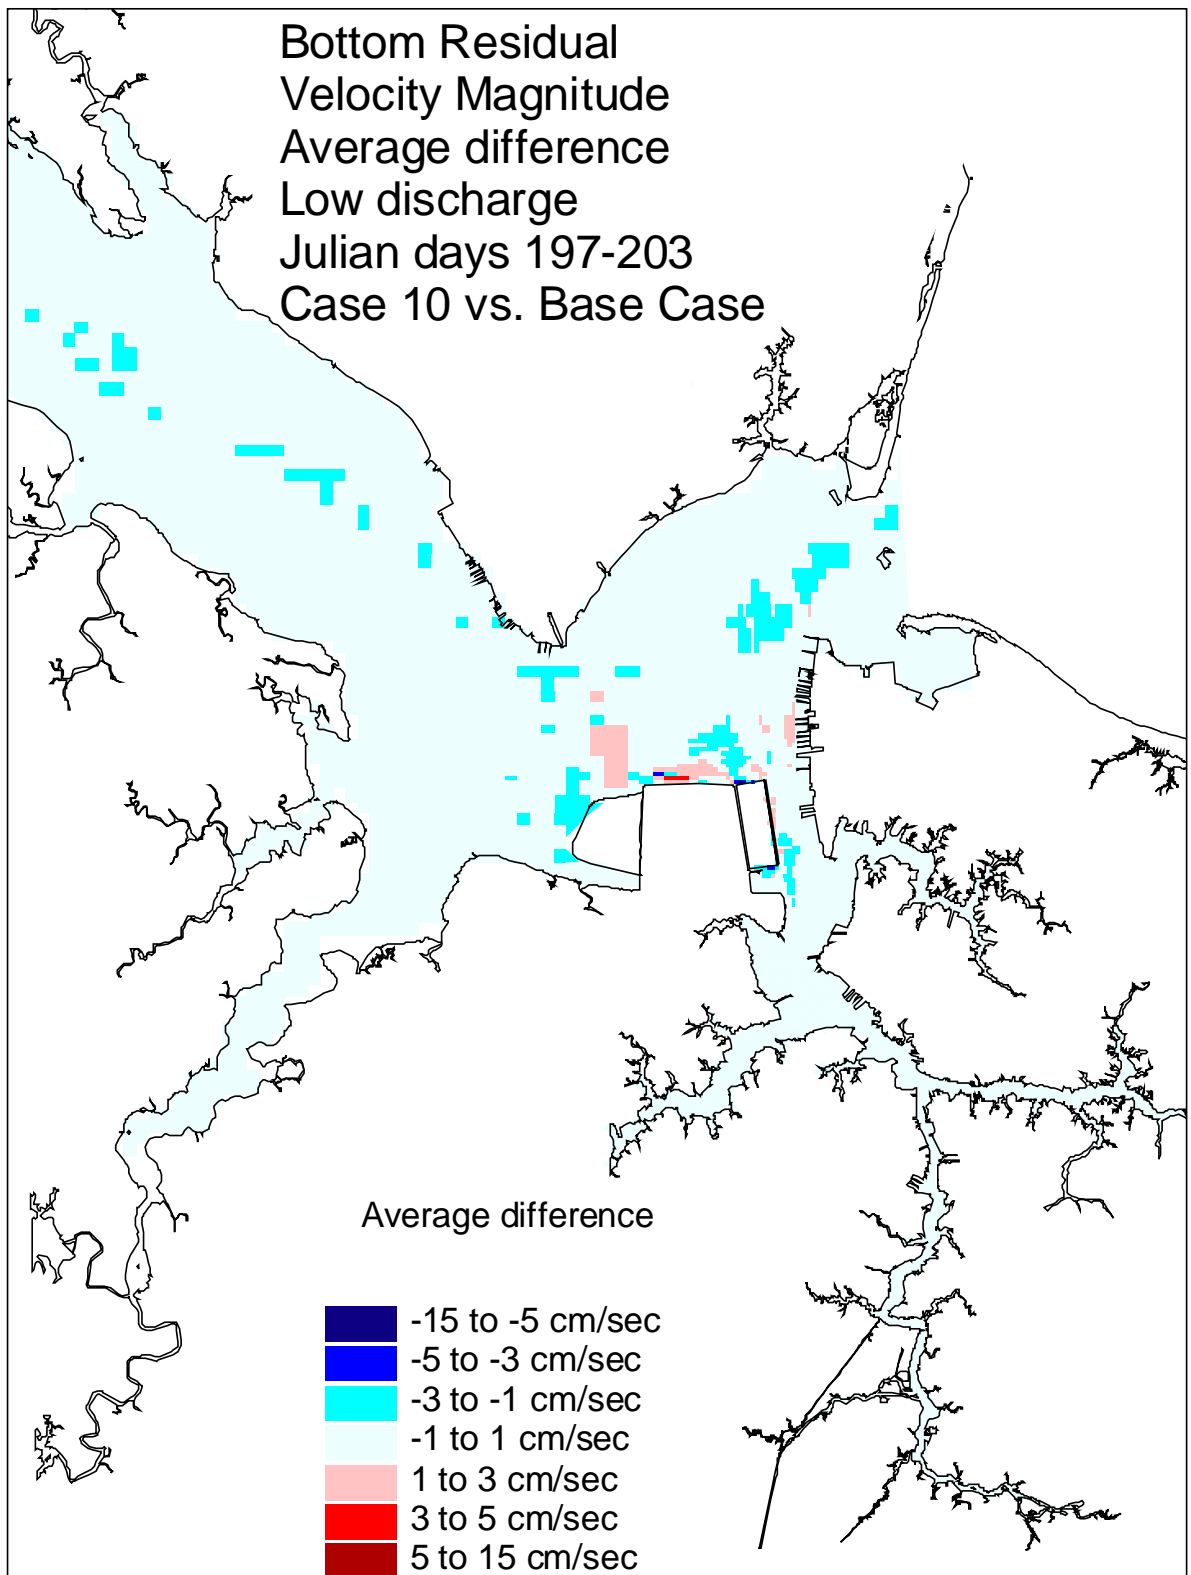 Bottom Residual
Velocity Magnitude
Average difference
Low discharge
Julian days 197-203
Case 10 vs. Base Case
Average difference
-15 to -5 cm/sec
-5 to -3 cm/sec
-3 to -1 cm/sec
-1 to 1 cm/sec
1 to 3 cm/sec
3 to 5 cm/sec
5 to 15 cm/sec